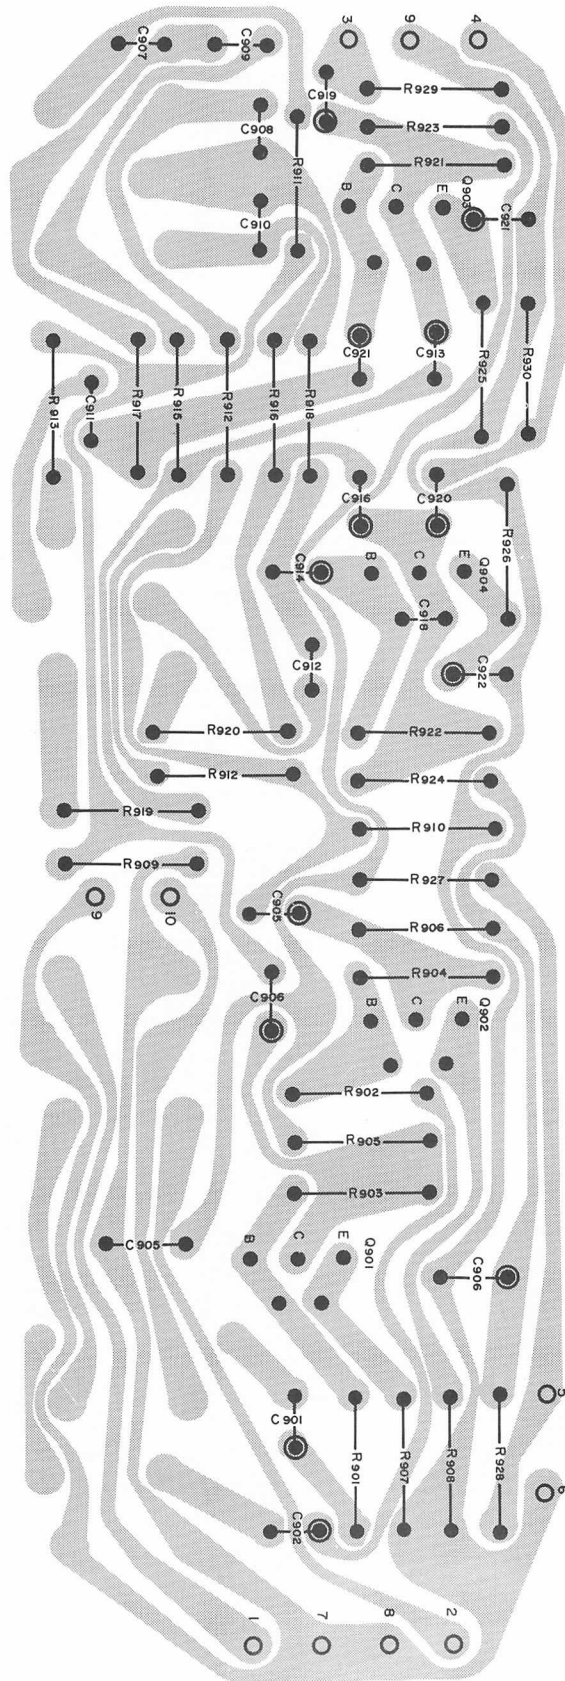 3 9 4
C907 C909
C919 R929
C908 R923
R911 R921
B C E Q903
C910 C921
C921 C913 R925 R930
R913 C911 R917 R915 R912 R916 R918
C916 C920
R926
C914 B C E Q904
C918
C912 C922
R920 R922
R912 R924
R919 R910
R909 R927
9 10 C905 R906
R904
C906 B C E Q902
R902
R905
R903
B C E Q901
C905 C906
5
C901 R901 R907 R908 R928
6
C902
1 7 8 2